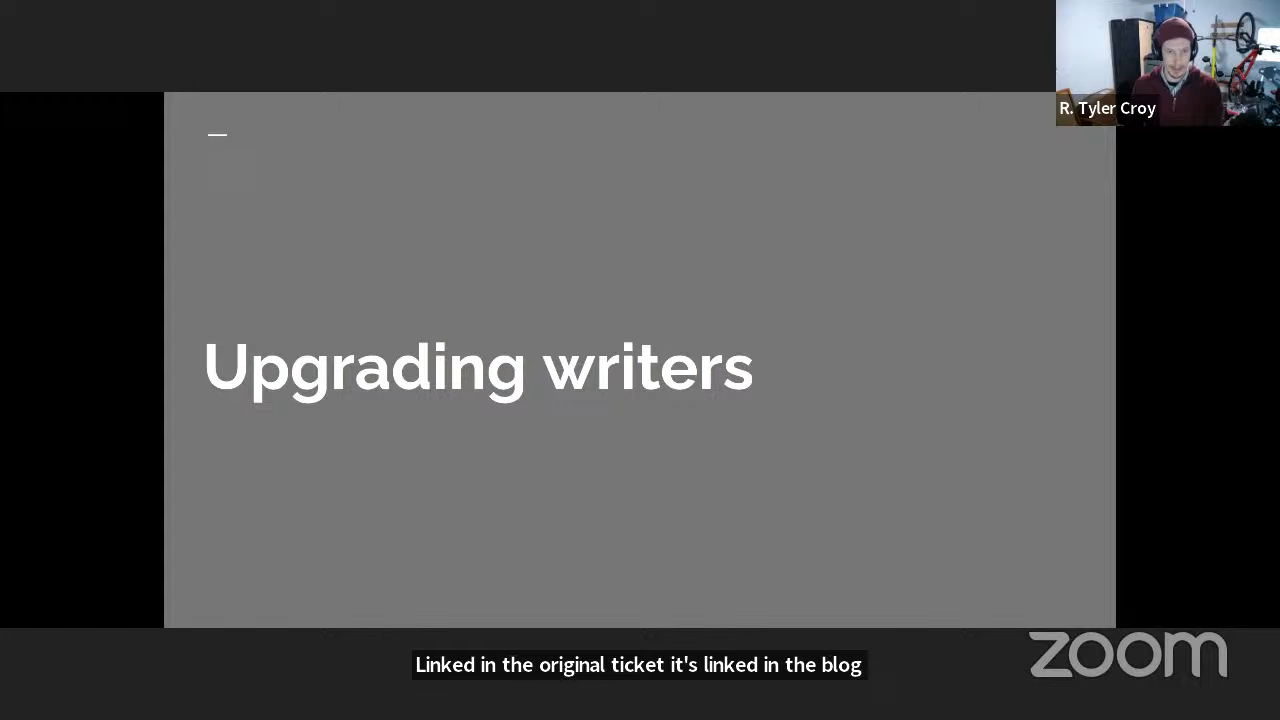 R. Tyler Croy
Upgrading writers
Linked in the original ticket it's linked in the blog
zoom